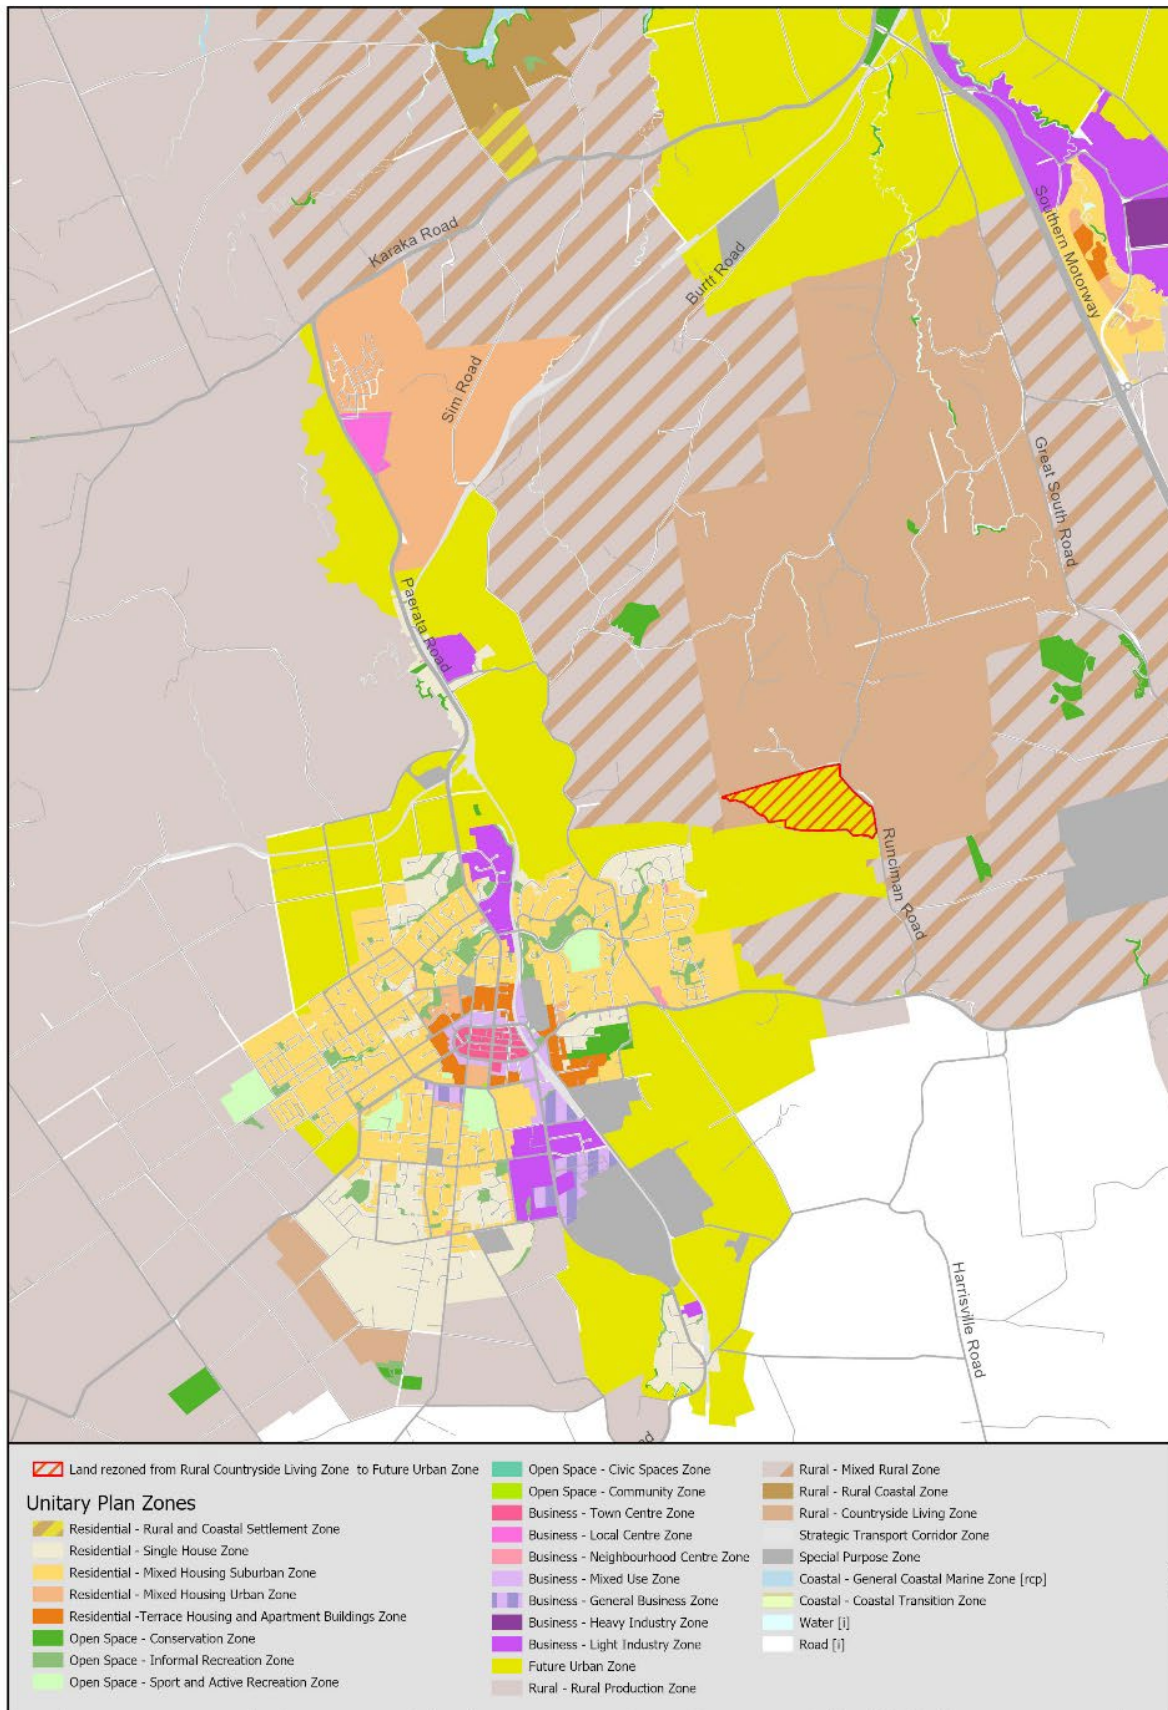 Karaka Road
Burtt Road
Southern Motorway
Sim Road
Great South Road
Paerata Road
Runciman Road
Harrisville Road
Land rezoned from Rural Countryside Living Zone to Future Urban Zone
Unitary Plan Zones
Residential - Rural and Coastal Settlement Zone
Residential - Single House Zone
Residential - Mixed Housing Suburban Zone
Residential - Mixed Housing Urban Zone
Residential -Terrace Housing and Apartment Buildings Zone
Open Space - Conservation Zone
Open Space - Informal Recreation Zone
Open Space - Sport and Active Recreation Zone
Open Space - Civic Spaces Zone
Open Space - Community Zone
Business - Town Centre Zone
Business - Local Centre Zone
Business - Neighbourhood Centre Zone
Business - Mixed Use Zone
Business - General Business Zone
Business - Heavy Industry Zone
Business - Light Industry Zone
Future Urban Zone
Rural - Rural Production Zone
Rural - Mixed Rural Zone
Rural - Rural Coastal Zone
Rural - Countryside Living Zone
Strategic Transport Corridor Zone
Special Purpose Zone
Coastal - General Coastal Marine Zone [rcp]
Coastal - Coastal Transition Zone
Water [i]
Road [i]